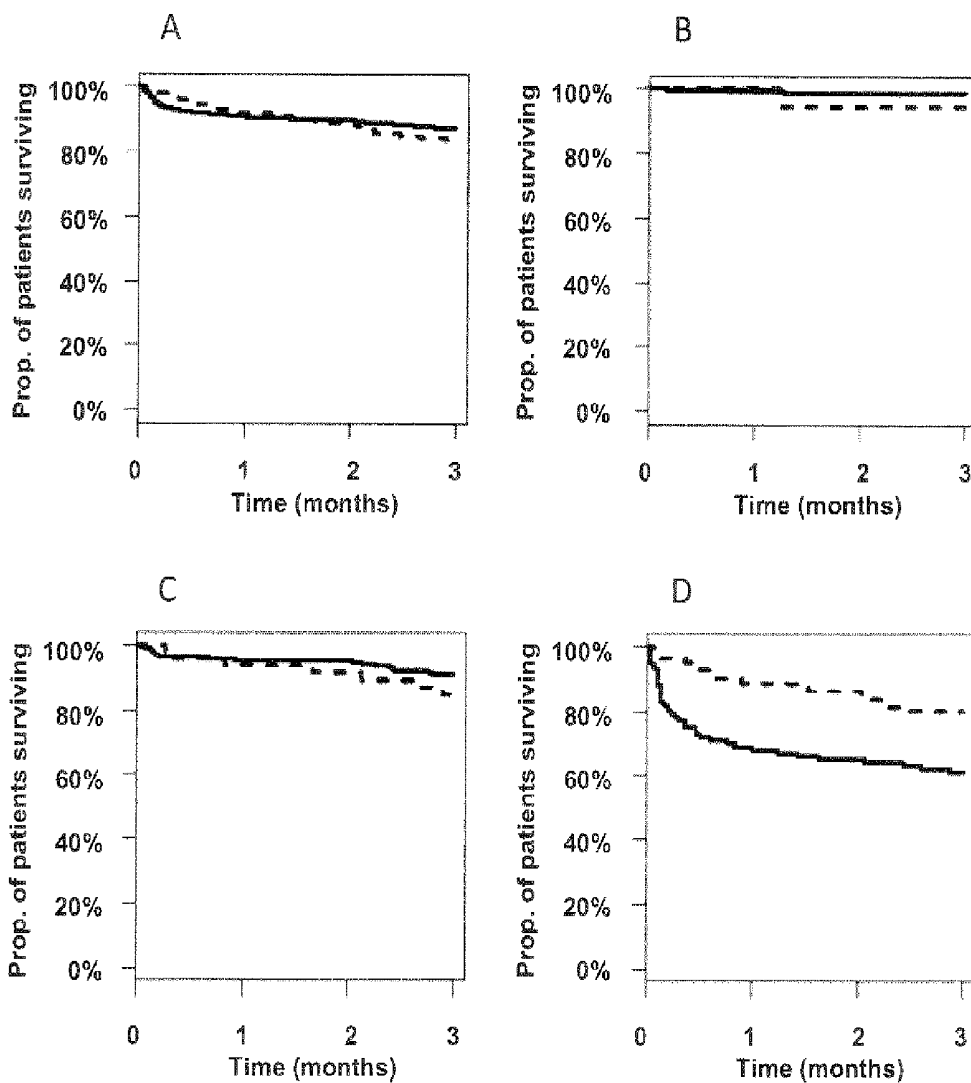 A
Prop. of patients surviving
100%
80%
60%
40%
20%
0%
0 1 2 3
Time (months)
B
Prop. of patients surviving
100%
80%
60%
40%
20%
0%
0 1 2 3
Time (months)
C
Prop. of patients surviving
100%
80%
60%
40%
20%
0%
0 1 2 3
Time (months)
D
Prop. of patients surviving
100%
80%
60%
40%
20%
0%
0 1 2 3
Time (months)